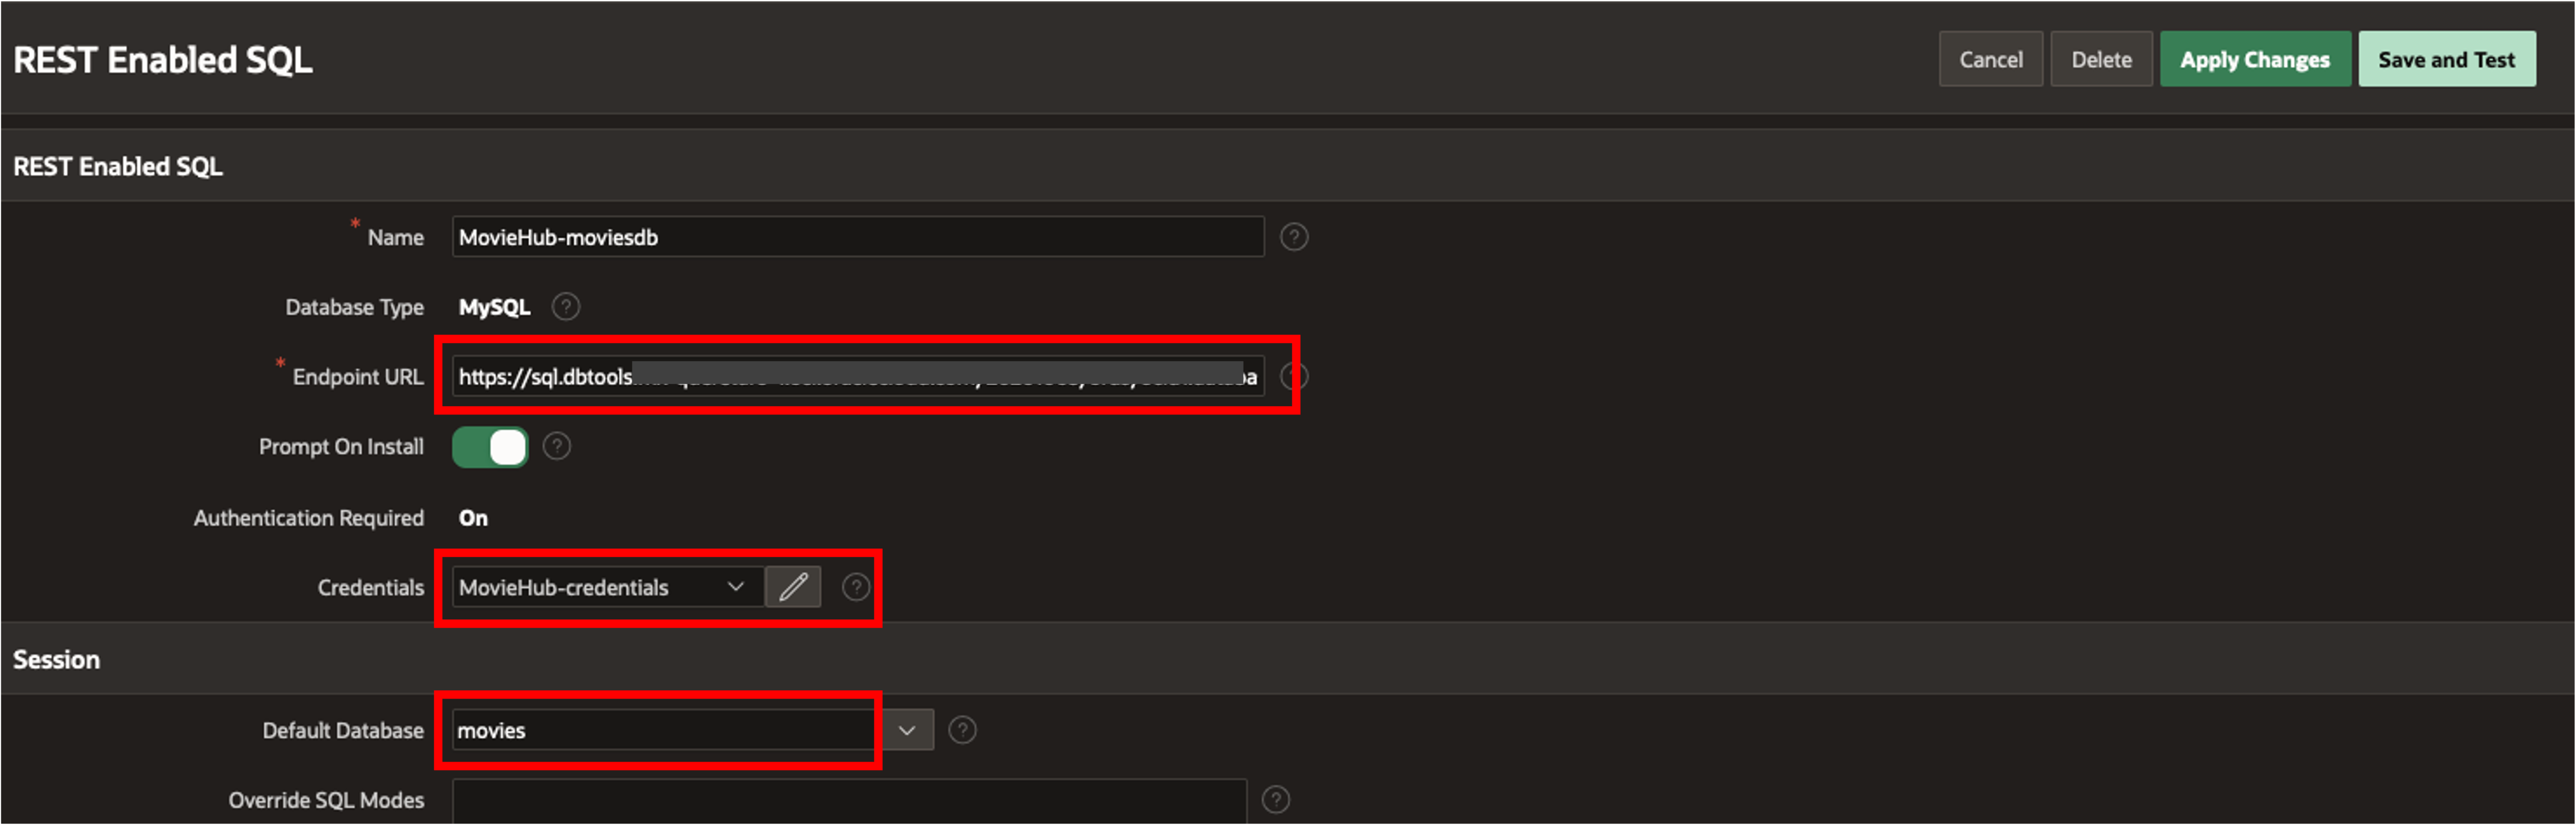 REST Enabled SQL
Cancel Delete Apply Changes Save and Test
REST Enabled SQL
* Name MovieHub-moviesdb ?
Database Type MySQL ?
* Endpoint URL https://sql.dbtools a ?
Prompt On Install ?
Authentication Required On
Credentials MovieHub-credentials ?
Session
Default Database movies ?
Override SQL Modes ?